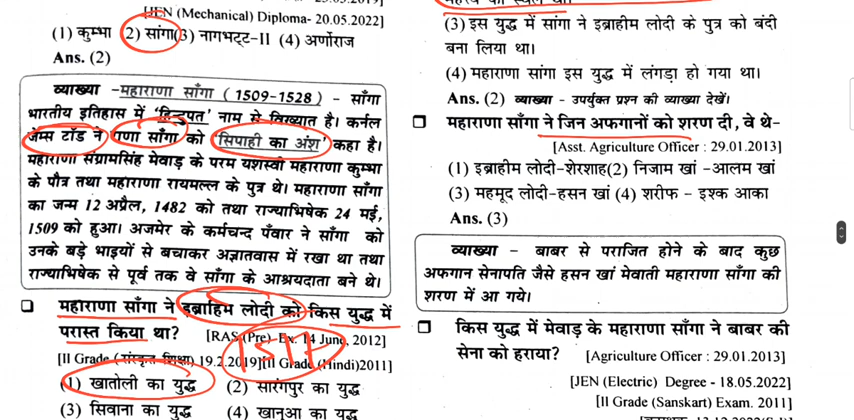 [JEN (Mechanical) Diploma- 20.05.2022]
(1) कुम्भा (2) सांगा(3) नागभट्ट-II (4) अर्णोराज
Ans. (2)
व्याख्या -महाराणा साँगा (1509-1528) - साँगा
भारतीय इतिहास में 'हिन्दूपत' नाम से विख्यात है। कर्नल
जेम्स टॉड ने राणा साँगा को 'सिपाही का अंश' कहा है।
महाराणा संग्रामसिंह मेवाड़ के परम यशस्वी महाराणा कुम्भा
के पौत्र तथा महाराणा रायमल्ल के पुत्र थे। महाराणा साँगा
का जन्म 12 अप्रैल, 1482 को तथा राज्याभिषेक 24 मई,
1509 को हुआ। अजमेर के कर्मचन्द पँवार ने साँगा को
उनके बड़े भाइयों से बचाकर अज्ञातवास में रखा था तथा
राज्याभिषेक से पूर्व तक वे साँगा के आश्रयदाता बने थे।
महाराणा साँगा ने इब्राहिम लोदी को किस युद्ध में
परास्त किया था? [RAS (Pre) Ex. 14 June, 2012]
1517
[II Grade (संस्कृत शिक्षा) 19.2.2019][II Grade (Hindi)2011]
(1) खातोली का युद्ध (2) सारंगपुर का युद्ध
(3) सिवाना का युद्ध (4) खानुआ का युद्ध
महत्त्व का स्थल था।
(3) इस युद्ध में सांगा ने इब्राहीम लोदी के पुत्र को बंदी
बना लिया था।
(4) महाराणा सांगा इस युद्ध में लंगड़ा हो गया था।
Ans. (2) व्याख्या - उपर्युक्त प्रश्न की व्याख्या देखें।
महाराणा साँगा ने जिन अफगानों को शरण दी, वे थे-
[Asst. Agriculture Officer : 29.01.2013]
(1) इब्राहीम लोदी-शेरशाह(2) निजाम खां -आलम खां
(3) महमूद लोदी-हसन खां (4) शरीफ - इश्क आका
Ans. (3)
व्याख्या - बाबर से पराजित होने के बाद कुछ
अफगान सेनापति जैसे हसन खां मेवाती महाराणा साँगा की
शरण में आ गये।
किस युद्ध में मेवाड़ के महाराणा साँगा ने बाबर की
सेना को हराया? [Agriculture Officer : 29.01.2013]
[JEN (Electric) Degree - 18.05.2022]
[II Grade (Sanskart) Exam. 2011]